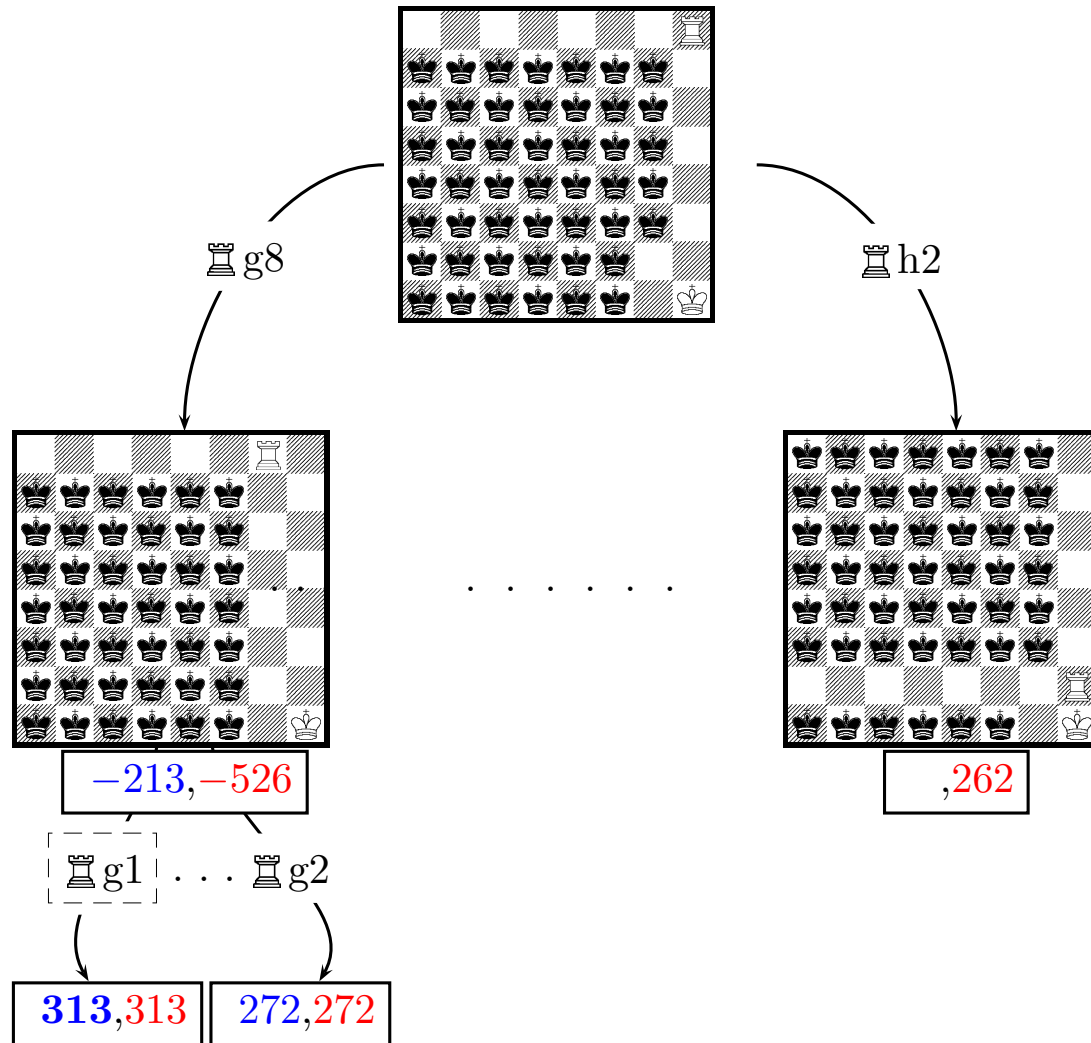 ♖g8
♖h2
. . . . . . . .
−213,−526
,262
♖g1 . . . ♖g2
313,313
272,272